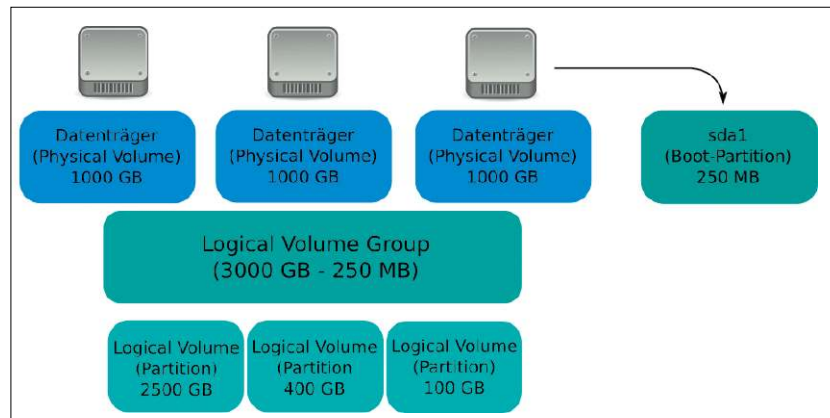 Datenträger
(Physical Volume)
1000 GB
Datenträger
(Physical Volume)
1000 GB
Datenträger
(Physical Volume)
1000 GB
sda1
(Boot-Partition)
250 MB
Logical Volume Group
(3000 GB - 250 MB)
Logical Volume
(Partition)
2500 GB
Logical Volume
(Partition
400 GB
Logical Volume
(Partition)
100 GB